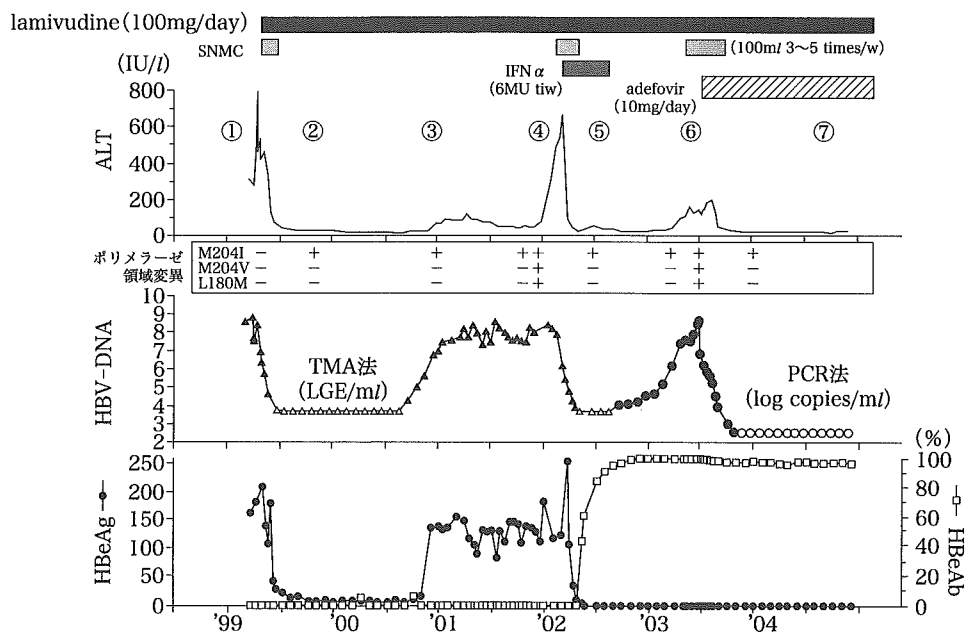 lamivudine (100mg/day)
SNMC
(100ml 3～5 times/w)
IFN α
(6MU tiw)
adefovir
(10mg/day)
(IU/l)
800
600
400
200
0
ALT
① ② ③ ④ ⑤ ⑥ ⑦
ポリメラーゼ
領域変異
M204I － ＋ ＋ ＋ ＋ ＋ ＋ ＋ ＋
M204V － － － － ＋ － － ＋ －
L180M － － － － ＋ － － ＋ －
10
9
8
7
6
5
4
3
2
HBV-DNA
TMA法
(LGE/ml)
PCR法
(log copies/ml)
250
200
150
100
50
0
HBeAg
(%)
100
80
60
40
20
0
HBeAb
'99 '00 '01 '02 '03 '04